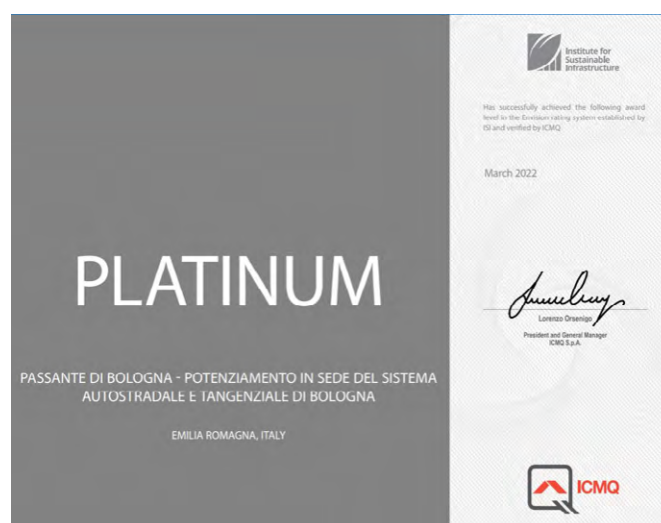 PLATINUM
PASSANTE DI BOLOGNA - POTENZIAMENTO IN SEDE DEL SISTEMA
AUTOSTRADALE E TANGENZIALE DI BOLOGNA
EMILIA ROMAGNA, ITALY
Institute for
Sustainable
Infrastructure
Has successfully achieved the following award
level in the Envision rating system established by
ISI and verified by ICMQ
March 2022
Lorenzo Orsenigo
President and General Manager
ICMQ S.p.A.
ICMQ